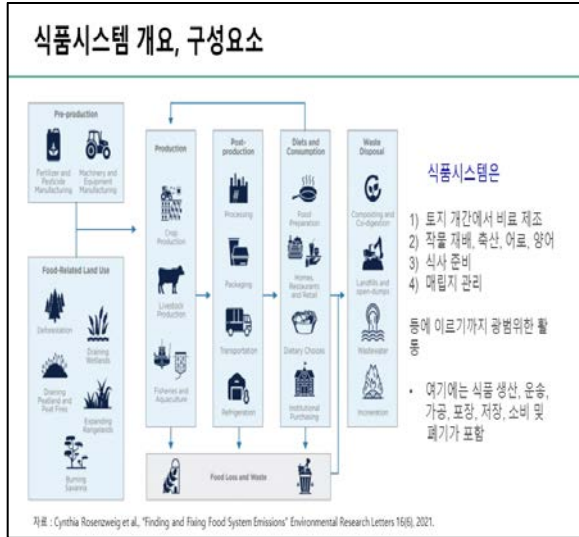 식품시스템 개요, 구성요소
Pre-production
Fertilizer and
Pesticide
Manufacturing
Machinery and
Equipment
Manufacturing
Food-Related Land Use
Deforestation
Draining
Wetlands
Draining
Peatland and
Peat Fires
Expanding
Rangelands
Burning
Savanna
Production
Crop
Production
Livestock
Production
Fisheries and
Aquaculture
Post-
production
Processing
Packaging
Transportation
Refrigeration
Diets and
Consumption
Food
Preparation
Homes,
Restaurants
and Retail
Dietary Choices
Institutional
Purchasing
Waste
Disposal
Composting and
Co-digestion
Landfills and
open-dumps
Wastewater
Incineration
Food Loss and Waste
식품시스템은
1) 토지 개간에서 비료 제조
2) 작물 재배, 축산, 어로, 양어
3) 식사 준비
4) 매립지 관리
등에 이르기까지 광범위한 활
동
• 여기에는 식품 생산, 운송,
가공, 포장, 저장, 소비 및
폐기가 포함
자료 : Cynthia Rosenzweig et al., "Finding and Fixing Food System Emissions" Environmental Research Letters 16(6), 2021.